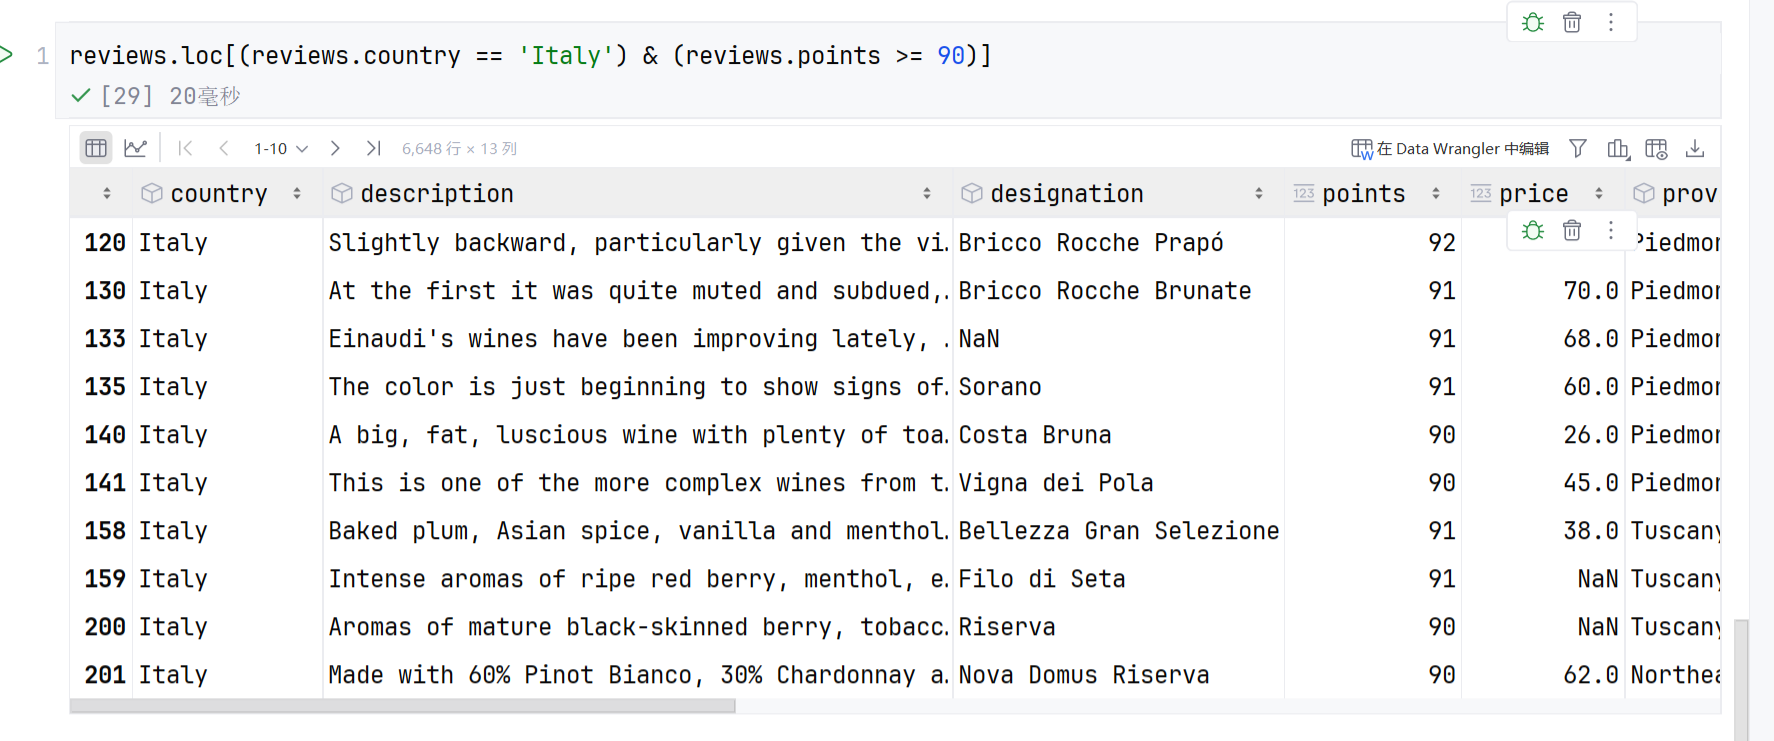 1 reviews.loc[(reviews.country == 'Italy') & (reviews.points >= 90)]
[29] 20毫秒
1-10 6,648 行 × 13 列 在 Data Wrangler 中编辑
country description designation 123 points 123 price prov
120 Italy Slightly backward, particularly given the vi. Bricco Rocche Prapó 92 Piedmon
130 Italy At the first it was quite muted and subdued,. Bricco Rocche Brunate 91 70.0 Piedmon
133 Italy Einaudi's wines have been improving lately, . NaN 91 68.0 Piedmon
135 Italy The color is just beginning to show signs of. Sorano 91 60.0 Piedmon
140 Italy A big, fat, luscious wine with plenty of toa. Costa Bruna 90 26.0 Piedmon
141 Italy This is one of the more complex wines from t. Vigna dei Pola 90 45.0 Piedmon
158 Italy Baked plum, Asian spice, vanilla and menthol. Bellezza Gran Selezione 91 38.0 Tuscany
159 Italy Intense aromas of ripe red berry, menthol, e. Filo di Seta 91 NaN Tuscany
200 Italy Aromas of mature black-skinned berry, tobacc. Riserva 90 NaN Tuscany
201 Italy Made with 60% Pinot Bianco, 30% Chardonnay a. Nova Domus Riserva 90 62.0 Northea